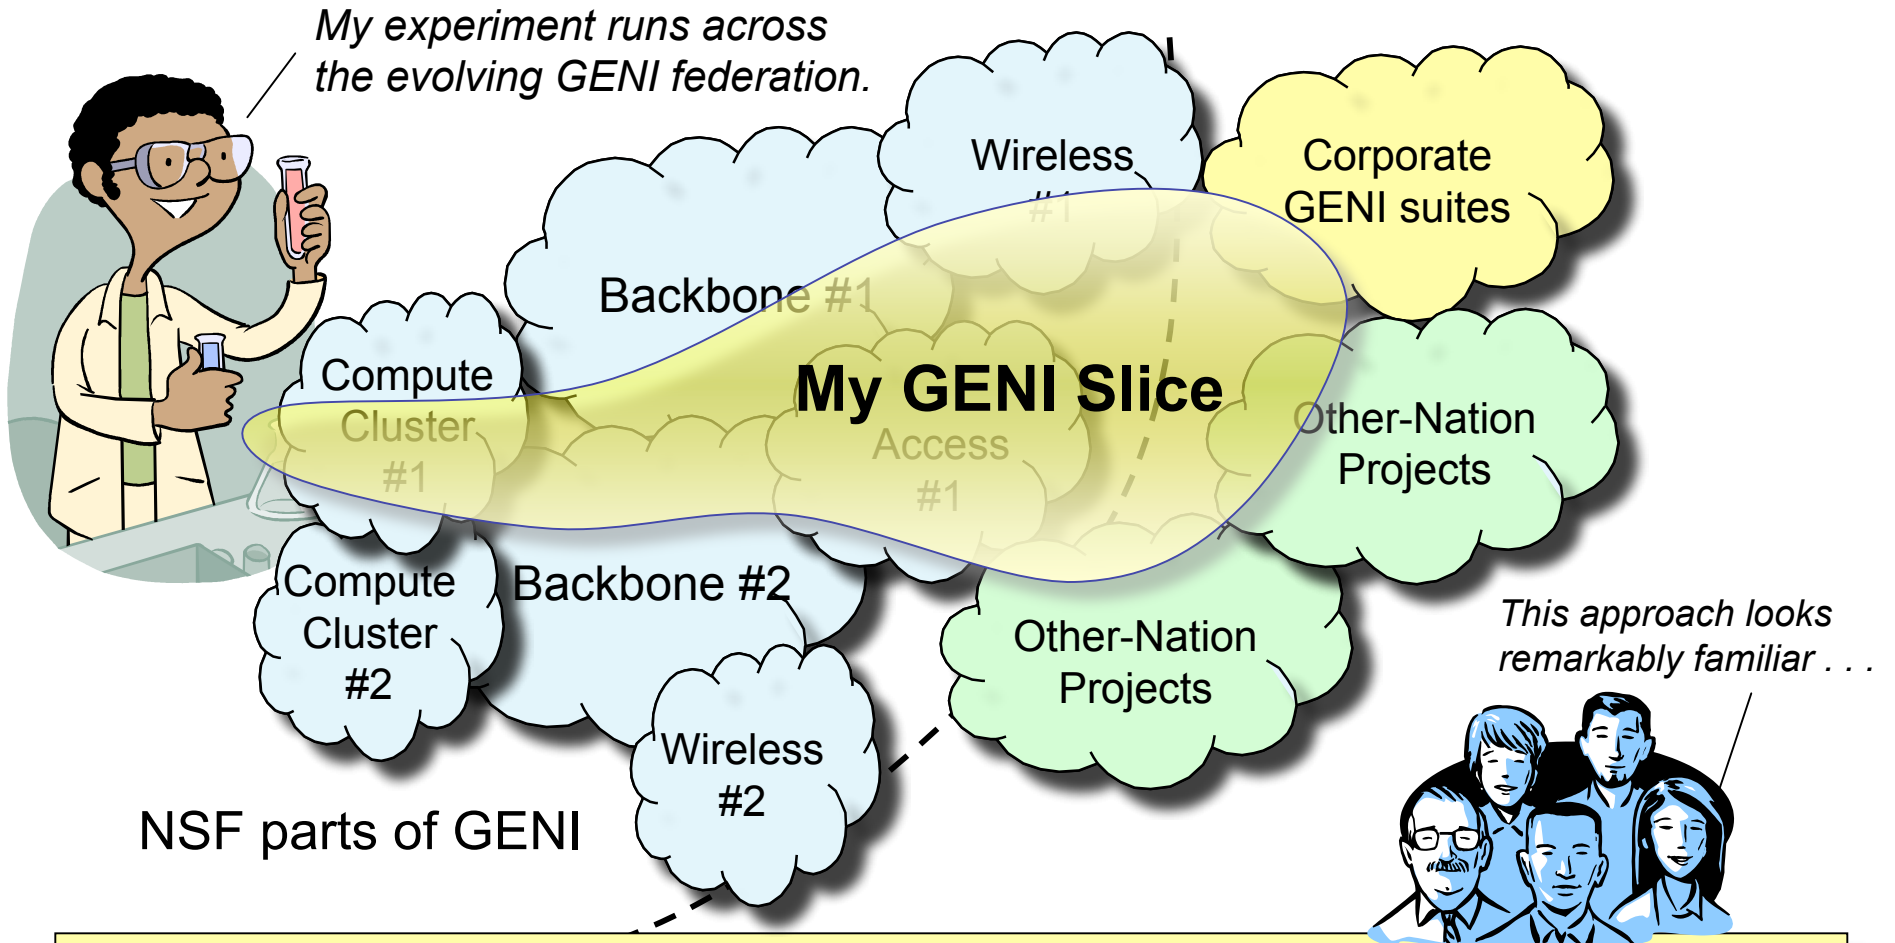 My experiment runs across
the evolving GENI federation.
Wireless
#1
Corporate
GENI suites
Backbone #1
Compute
Cluster
#1
My GENI Slice
Access
#1
Other-Nation
Projects
Compute
Cluster
#2
Backbone #2
Other-Nation
Projects
This approach looks
remarkably familiar . . .
Wireless
#2
NSF parts of GENI